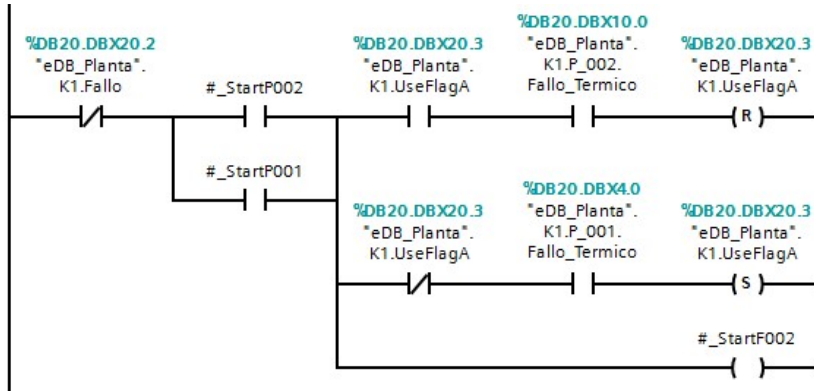 %DB20.DBX20.2
"eDB_Planta".
K1.Fallo
#_StartP002
%DB20.DBX20.3
"eDB_Planta".
K1.UseFlagA
%DB20.DBX10.0
"eDB_Planta".
K1.P_002.
Fallo_Termico
%DB20.DBX20.3
"eDB_Planta".
K1.UseFlagA
R
#_StartP001
%DB20.DBX20.3
"eDB_Planta".
K1.UseFlagA
%DB20.DBX4.0
"eDB_Planta".
K1.P_001.
Fallo_Termico
%DB20.DBX20.3
"eDB_Planta".
K1.UseFlagA
S
#_StartF002